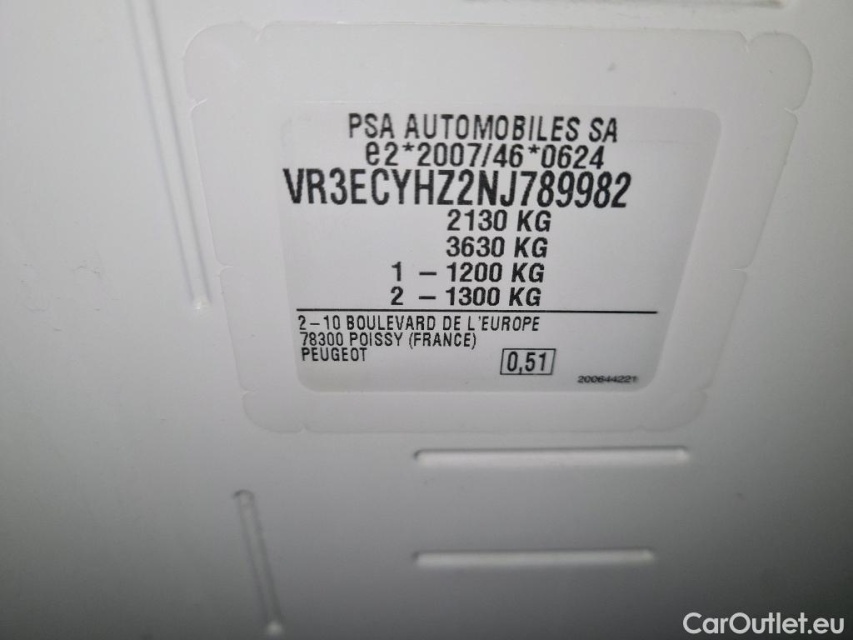 PSA AUTOMOBILES SA
e2*2007/46*0624
VR3ECYHZ2NJ789982
2130 KG
3630 KG
1 – 1200 KG
2 – 1300 KG
2–10 BOULEVARD DE L'EUROPE
78300 POISSY (FRANCE)
PEUGEOT
0,51
200644221
CarOutlet.eu